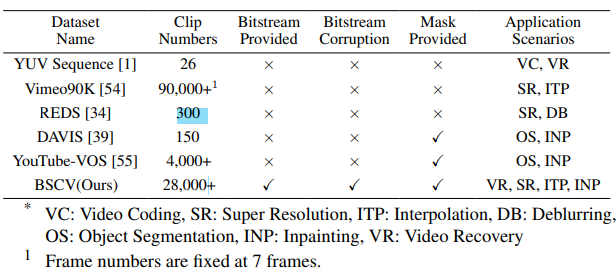 Dataset Name Clip Numbers Bitstream Provided Bitstream Corruption Mask Provided Application Scenarios
YUV Sequence [1] 26 × × × VC, VR
Vimeo90K [54] 90,000+1 × × × SR, ITP
REDS [34] 300 × × × SR, DB
DAVIS [39] 150 × × ✓ OS, INP
YouTube-VOS [55] 4,000+ × × ✓ OS, INP
BSCV(Ours) 28,000+ ✓ ✓ ✓ VR, SR, ITP, INP
* VC: Video Coding, SR: Super Resolution, ITP: Interpolation, DB: Deblurring,
OS: Object Segmentation, INP: Inpainting, VR: Video Recovery
1 Frame numbers are fixed at 7 frames.